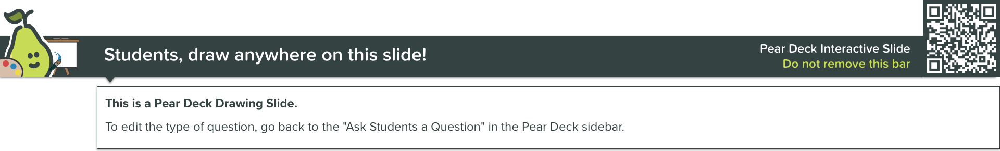 Students, draw anywhere on this slide!
Pear Deck Interactive Slide
Do not remove this bar
This is a Pear Deck Drawing Slide.
To edit the type of question, go back to the "Ask Students a Question" in the Pear Deck sidebar.